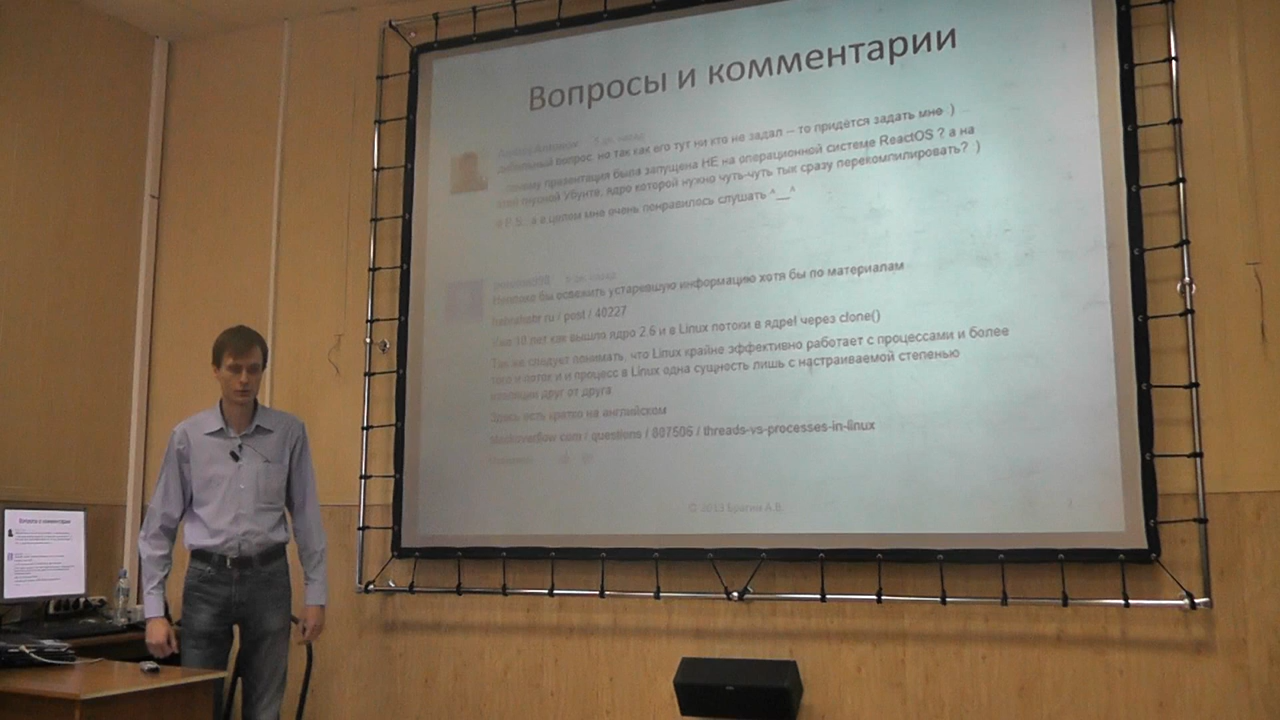 Вопросы и комментарии
дебильный вопрос, но так как его тут ни кто не задал -- то придётся задать мне :)
почему презентация была запущена НЕ на операционной системе ReactOS ? а на
этой гнусной Убунте, ядро которой нужно чуть-чуть тык сразу перекомпилировать? :)
# P.S.: а в целом мне очень понравилось слушать ^__^
Неплохо бы освежить устаревшую информацию хотя бы по материалам
habrahabr ru / post / 40227
Уже 10 лет как вышло ядро 2.6 и в Linux потоки в ядре! через clone()
Так же следует понимать, что Linux крайне эффективно работает с процессами и более
того и поток и и процесс в Linux одна сущность лишь с настраиваемой степенью
изоляции друг от друга
Здесь есть кратко на английском
stackoverflow com / questions / 807506 / threads-vs-processes-in-linux
© 2013 Брагин А.В.
Вопросы и комментарии